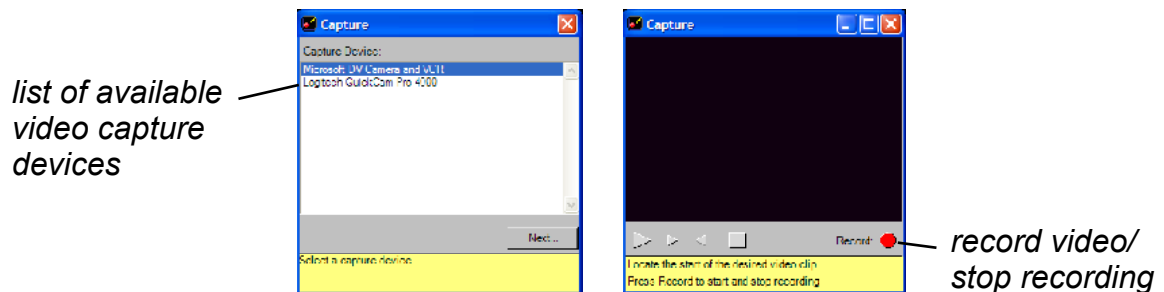 Capture
Capture Device:
Microsoft DV Camera and VCR
Logitech QuickCam Pro 4000
Next...
Select a capture device
list of available
video capture
devices
Capture
Record:
Locate the start of the desired video clip
Press Record to start and stop recording
record video/
stop recording